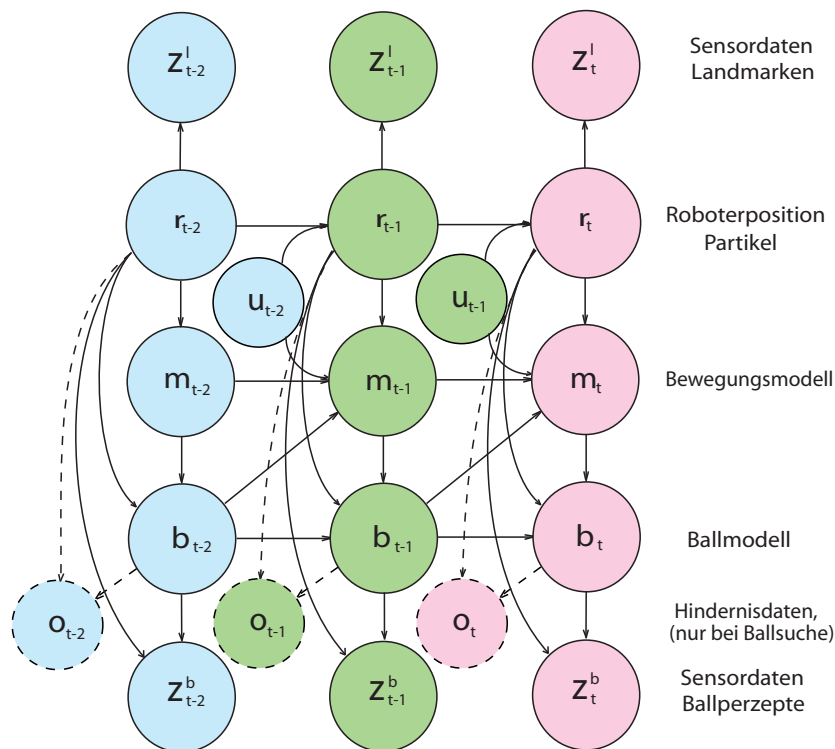 z^l_{t-2} z^l_{t-1} z^l_t Sensordaten
Landmarken
r_{t-2} r_{t-1} r_t Roboterposition
Partikel
u_{t-2} u_{t-1}
m_{t-2} m_{t-1} m_t Bewegungsmodell
b_{t-2} b_{t-1} b_t Ballmodell
o_{t-2} o_{t-1} o_t Hindernisdaten,
(nur bei Ballsuche)
z^b_{t-2} z^b_{t-1} z^b_t Sensordaten
Ballperzepte